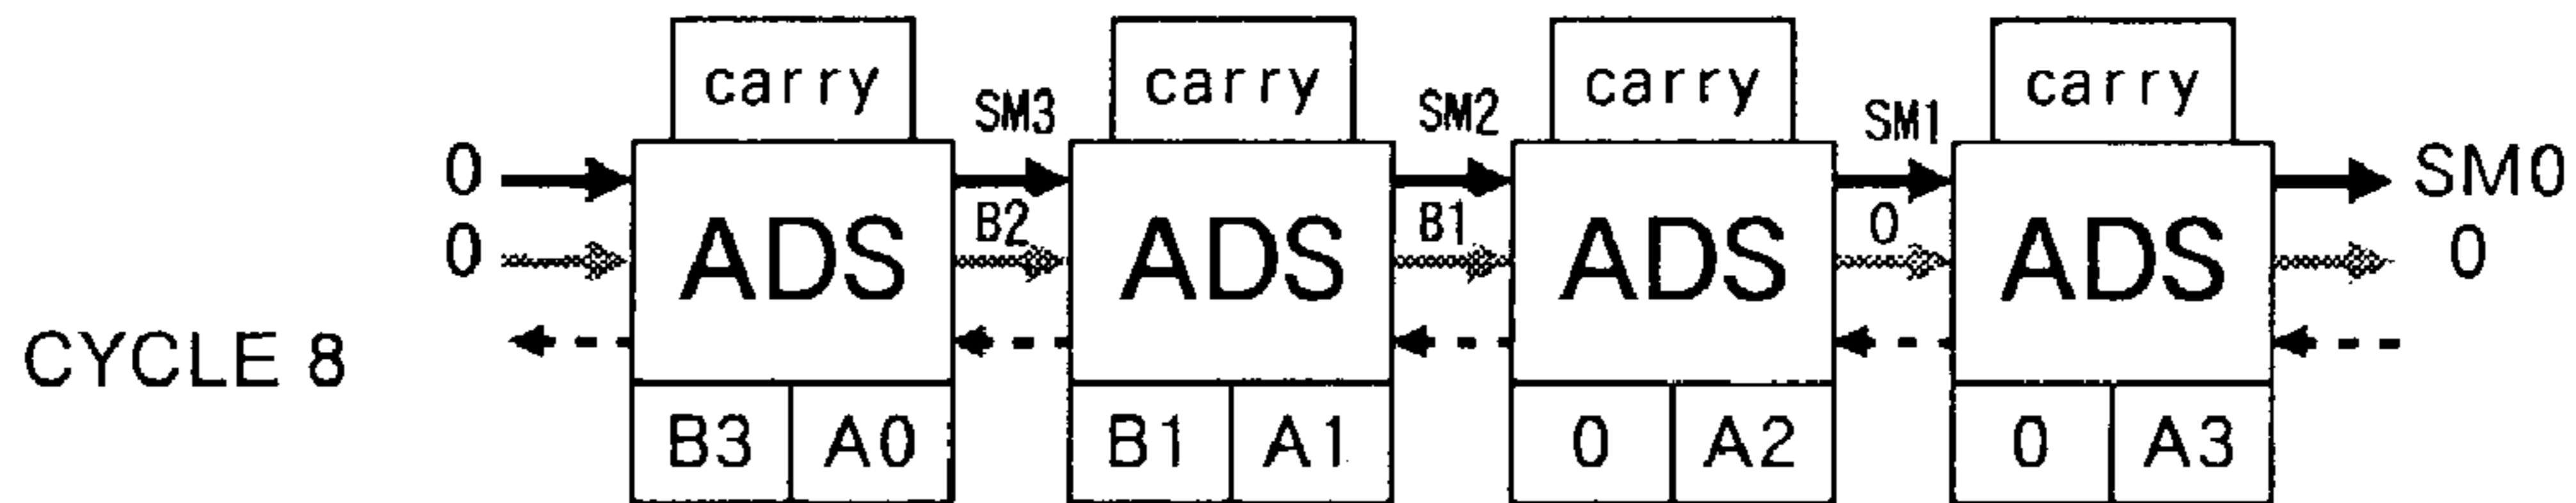 carry carry carry carry
SM3 SM2 SM1
0 SM0
ADS ADS ADS ADS
0 B2 B1 0 0
CYCLE 8
B3 A0 B1 A1 0 A2 0 A3